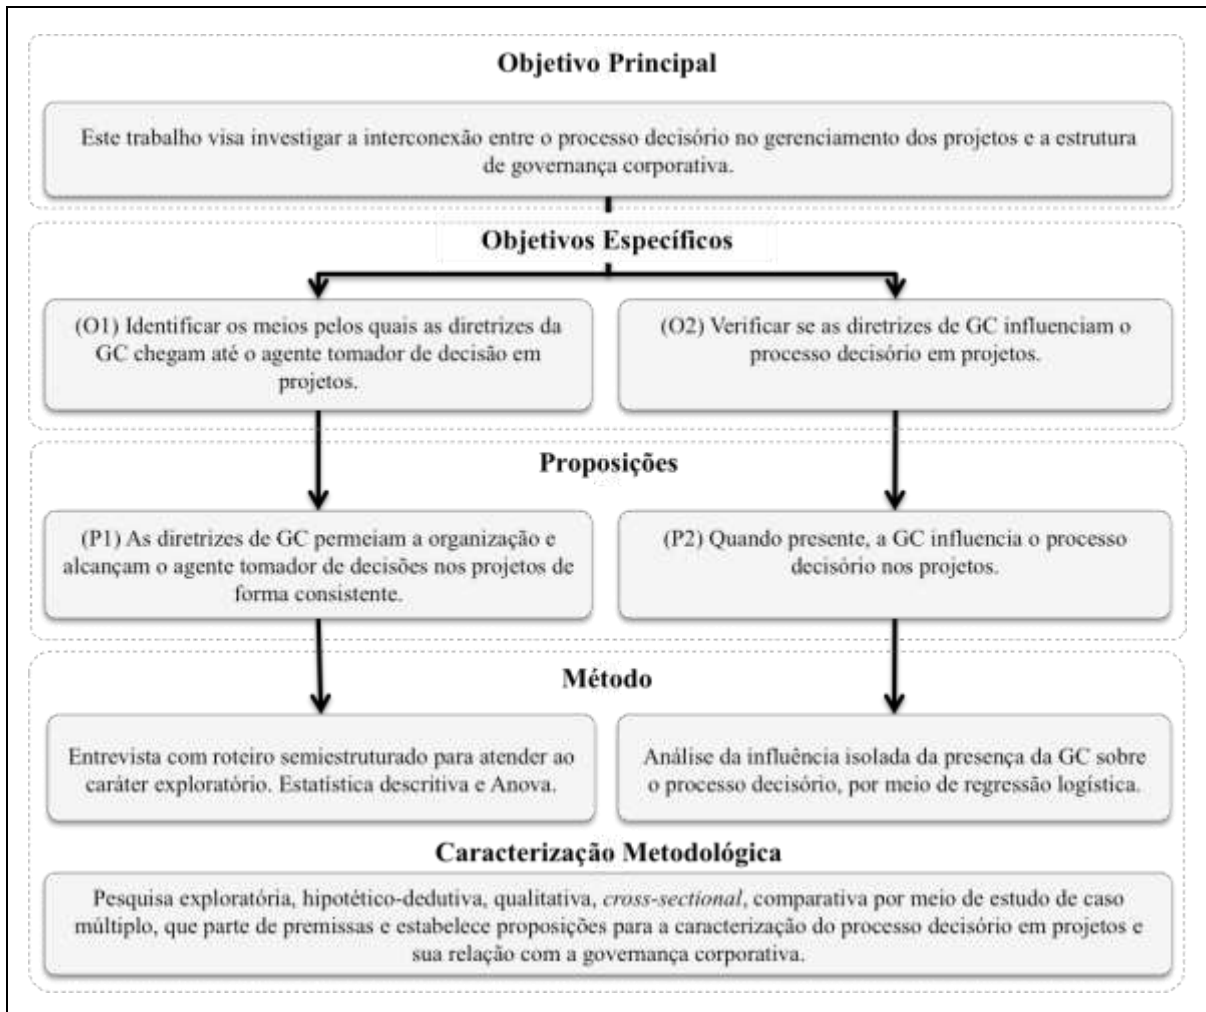 Objetivo Principal
Este trabalho visa investigar a interconexão entre o processo decisório no gerenciamento dos projetos e a estrutura
de governança corporativa.
Objetivos Específicos
(O1) Identificar os meios pelos quais as diretrizes da
GC chegam até o agente tomador de decisão em
projetos.
(O2) Verificar se as diretrizes de GC influenciam o
processo decisório em projetos.
Proposições
(P1) As diretrizes de GC permeiam a organização e
alcançam o agente tomador de decisões nos projetos de
forma consistente.
(P2) Quando presente, a GC influencia o processo
decisório nos projetos.
Método
Entrevista com roteiro semiestruturado para atender ao
caráter exploratório. Estatística descritiva e Anova.
Análise da influência isolada da presença da GC sobre
o processo decisório, por meio de regressão logística.
Caracterização Metodológica
Pesquisa exploratória, hipotético-dedutiva, qualitativa, cross-sectional, comparativa por meio de estudo de caso
múltiplo, que parte de premissas e estabelece proposições para a caracterização do processo decisório em projetos e
sua relação com a governança corporativa.